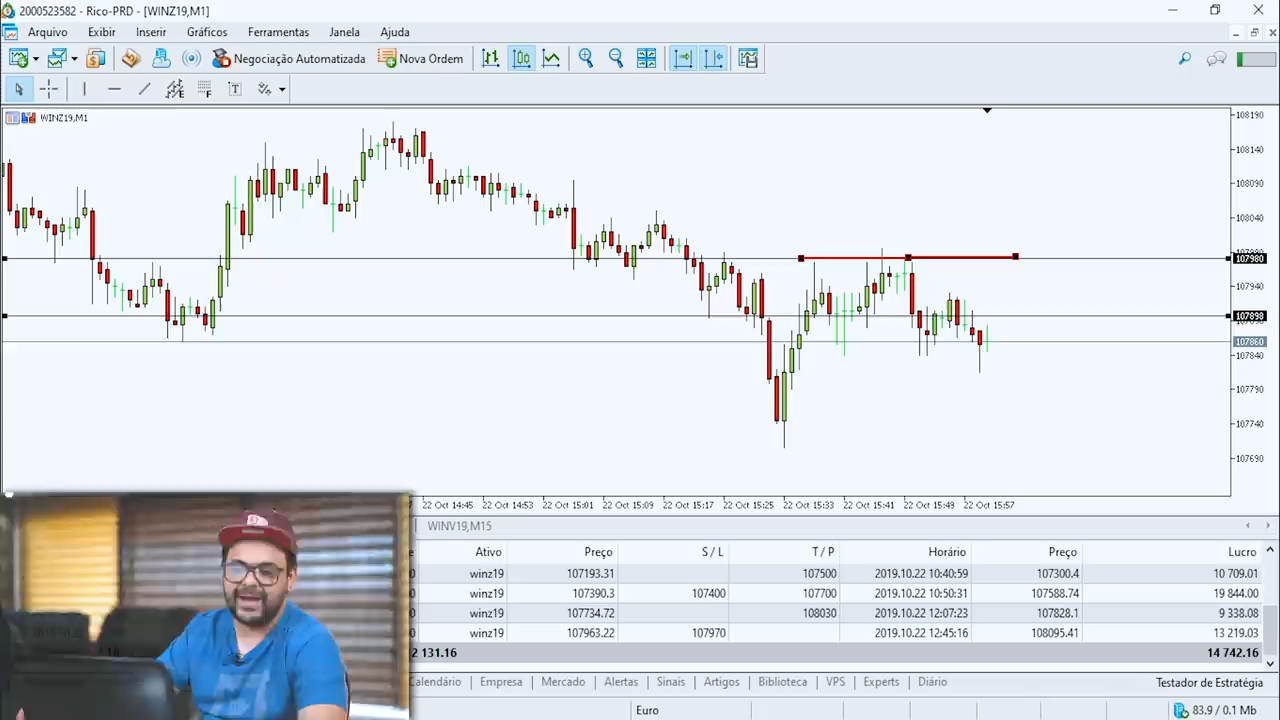 2000523582 - Rico-PRD - [WINZ19,M1]
Arquivo Exibir Inserir Gráficos Ferramentas Janela Ajuda
Negociação Automatizada Nova Ordem
E F T
WINZ19,M1
108190
108140
108090
108040
107980
107940
107898
107860
107840
107790
107740
107690
22 Oct 14:45 22 Oct 14:53 22 Oct 15:01 22 Oct 15:09 22 Oct 15:17 22 Oct 15:25 22 Oct 15:33 22 Oct 15:41 22 Oct 15:49 22 Oct 15:57
WINV19,M15
Ativo Preço S / L T / P Horário Preço Lucro
winz19 107193.31 107500 2019.10.22 10:40:59 107300.4 10 709.01
winz19 107390.3 107400 107700 2019.10.22 10:50:31 107588.74 19 844.00
winz19 107734.72 108030 2019.10.22 12:07:23 107828.1 9 338.08
winz19 107963.22 107970 2019.10.22 12:45:16 108095.41 13 219.03
2 131.16 14 742.16
Calendário Empresa Mercado Alertas Sinais Artigos Biblioteca VPS Experts Diário Testador de Estratégia
Euro 83.9 / 0.1 Mb